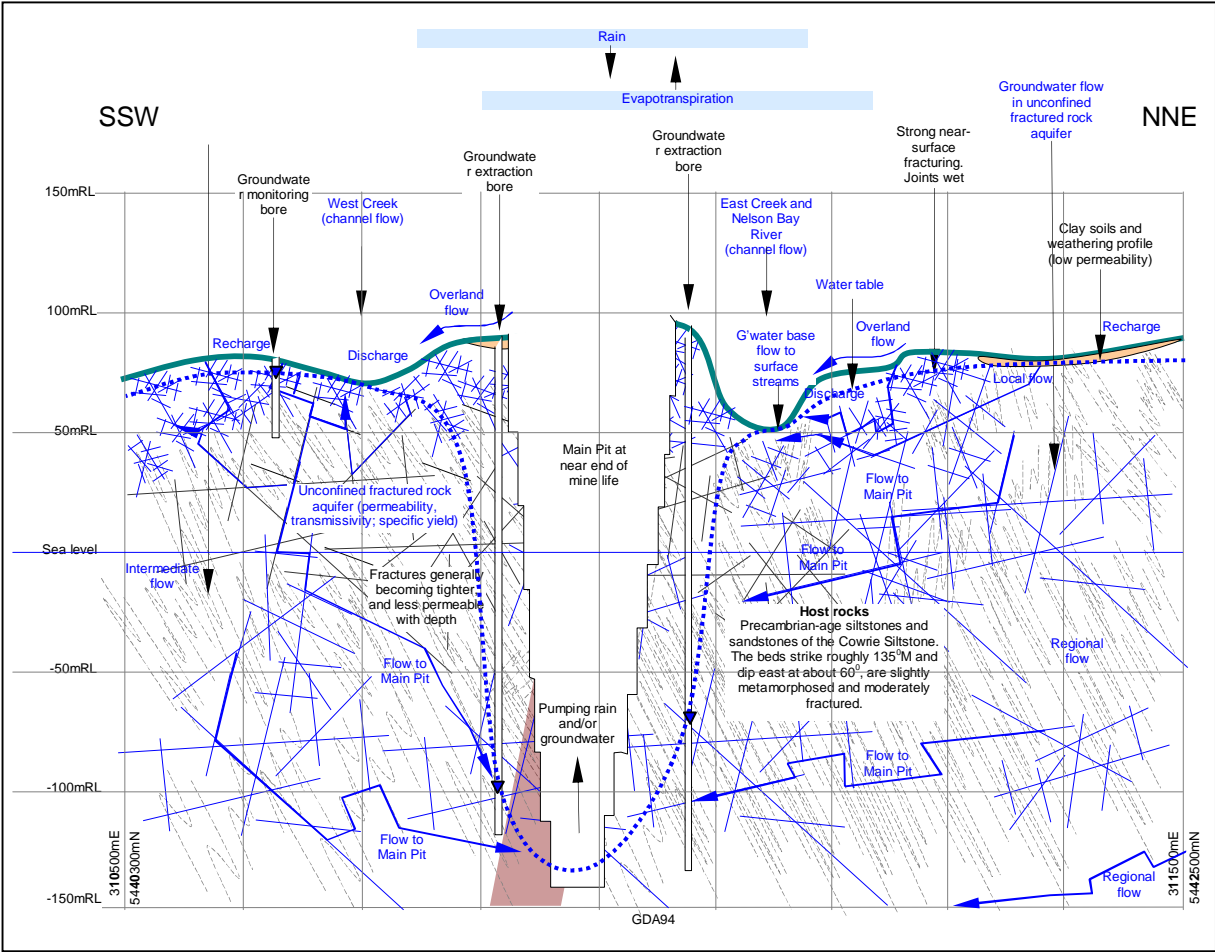 Rain
Evapotranspiration
SSW
NNE
Groundwate
r monitoring
bore
West Creek
(channel flow)
Groundwate
r extraction
bore
Groundwate
r extraction
bore
East Creek and
Nelson Bay
River
(channel flow)
Strong near-
surface
fracturing.
Joints wet
Groundwater flow
in unconfined
fractured rock
aquifer
Clay soils and
weathering profile
(low permeability)
Water table
150mRL
100mRL
50mRL
Sea level
-50mRL
-100mRL
-150mRL
Overland
flow
Recharge
Discharge
G'water base
flow to
surface
streams
Overland
flow
Discharge
Recharge
Local flow
Main Pit at
near end of
mine life
Unconfined fractured rock
aquifer (permeability,
transmissivity; specific yield)
Flow to
Main Pit
Flow to
Main Pit
Intermediate
flow
Fractures generally
becoming tighter
and less permeable
with depth
Host rocks
Precambrian-age siltstones and
sandstones of the Cowrie Siltstone.
The beds strike roughly 135⁰M and
dip east at about 60⁰, are slightly
metamorphosed and moderately
fractured.
Regional
flow
Flow to
Main Pit
Pumping rain
and/or
groundwater
Flow to
Main Pit
Flow to
Main Pit
Regional
flow
310500mE
5440300mN
311500mE
5442500mN
GDA94